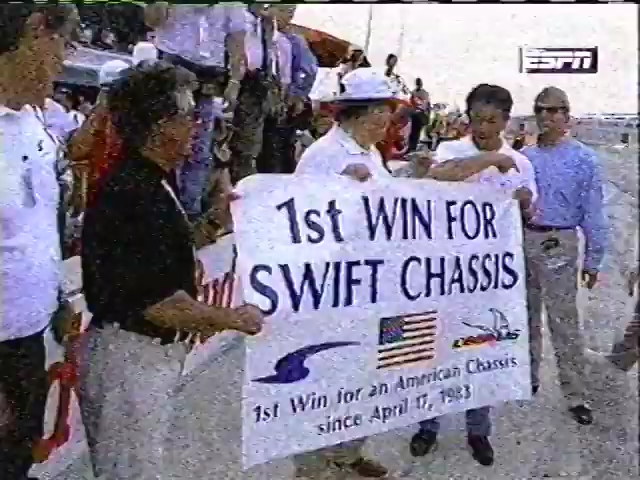 ESPN
1st WIN FOR
SWIFT CHASSIS
1st Win for an American Chassis
since April 17, 1983